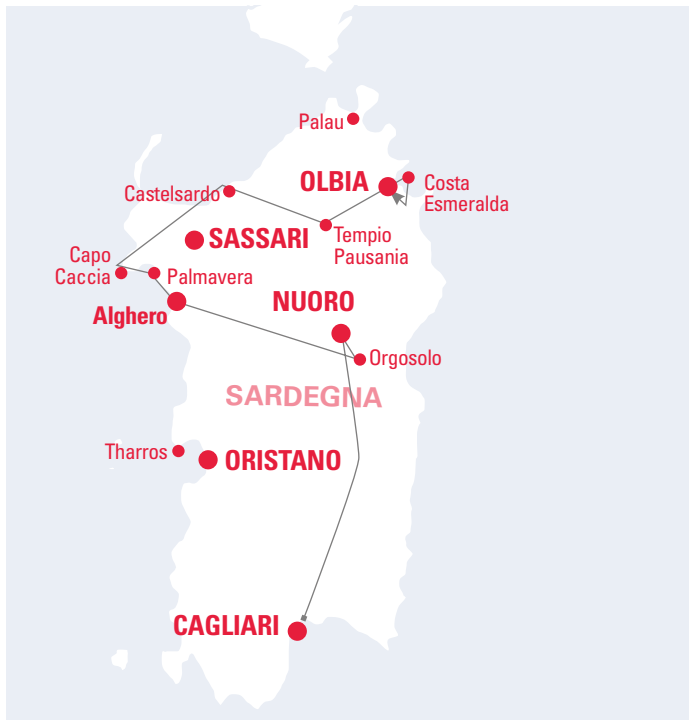 Palau
OLBIA
Costa
Esmeralda
Castelsardo
Tempio
Pausania
SASSARI
Capo
Caccia
Palmavera
Alghero
NUORO
Orgosolo
SARDEGNA
Tharros
ORISTANO
CAGLIARI